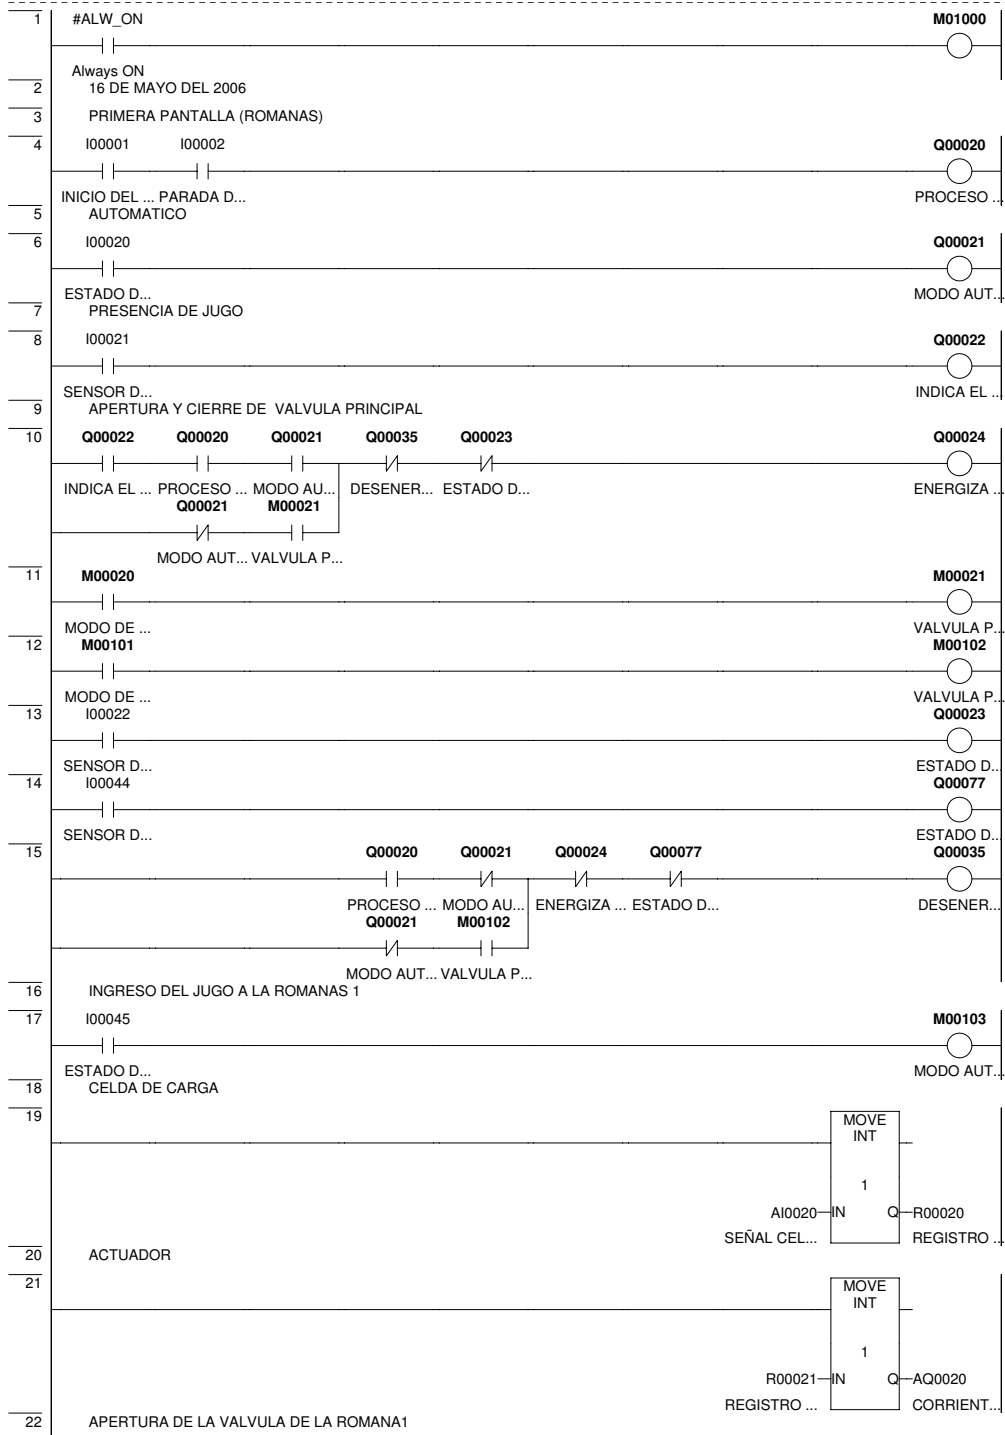 1 #ALW_ON M01000
Always ON
2 16 DE MAYO DEL 2006
3 PRIMERA PANTALLA (ROMANAS)
4 I00001 I00002 Q00020
INICIO DEL ... PARADA D... PROCESO ...
5 AUTOMATICO
6 I00020 Q00021
ESTADO D... MODO AUT...
7 PRESENCIA DE JUGO
8 I00021 Q00022
SENSOR D... INDICA EL ...
9 APERTURA Y CIERRE DE VALVULA PRINCIPAL
10 Q00022 Q00020 Q00021 Q00035 Q00023 Q00024
INDICA EL ... PROCESO ... MODO AU... DESENER... ESTADO D... ENERGIZA ...
Q00021 M00021
MODO AUT... VALVULA P...
11 M00020 M00021
MODO DE ... VALVULA P...
12 M00101 M00102
MODO DE ... VALVULA P...
13 I00022 Q00023
SENSOR D... ESTADO D...
14 I00044 Q00077
SENSOR D... ESTADO D...
15 Q00020 Q00021 Q00024 Q00077 Q00035
PROCESO ... MODO AU... ENERGIZA ... ESTADO D... DESENER...
Q00021 M00102
MODO AUT... VALVULA P...
16 INGRESO DEL JUGO A LA ROMANAS 1
17 I00045 M00103
ESTADO D... MODO AUT...
18 CELDA DE CARGA
19 MOVE
INT
1
AI0020 IN Q R00020
SEÑAL CEL... REGISTRO ...
20 ACTUADOR
21 MOVE
INT
1
R00021 IN Q AQ0020
REGISTRO ... CORRIENT...
22 APERTURA DE LA VALVULA DE LA ROMANA1